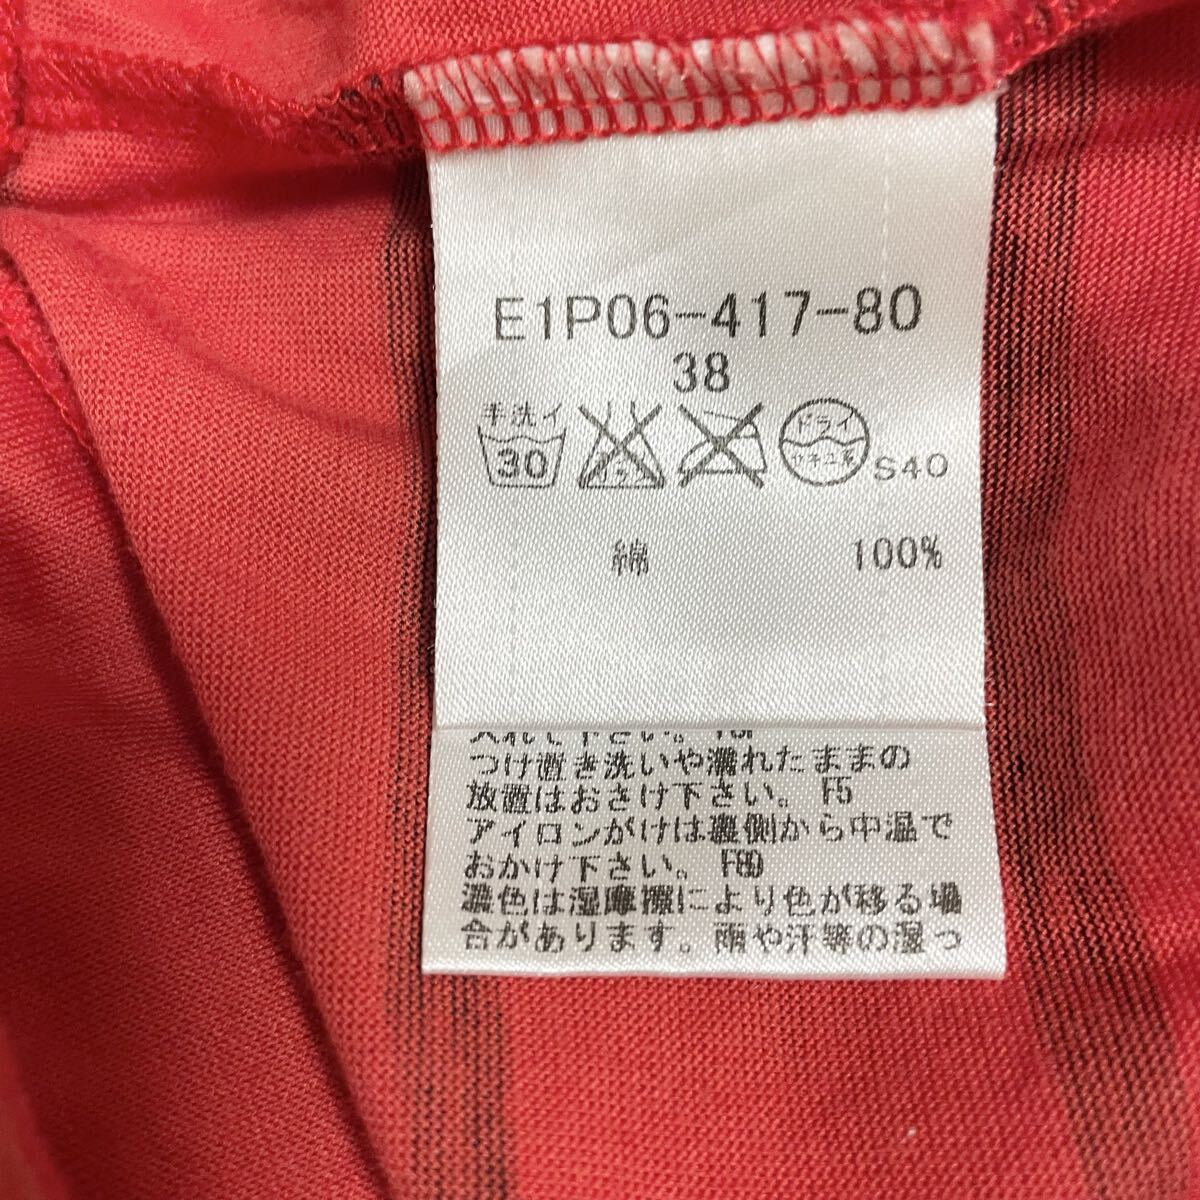 E1P06-417-80
38
手洗イ
30
ドライ
セキユ系
S40
綿 100%
つけ置き洗いや濡れたままの
放置はおさけ下さい。F5
アイロンがけは裏側から中温で
おかけ下さい。F80
濃色は湿摩擦により色が移る場
合があります。雨や汗等の湿っ